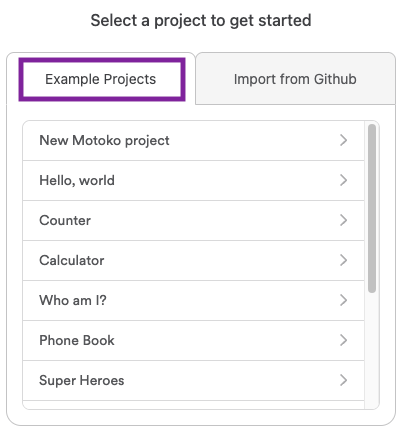 Select a project to get started
Example Projects
Import from Github
New Motoko project
Hello, world
Counter
Calculator
Who am I?
Phone Book
Super Heroes